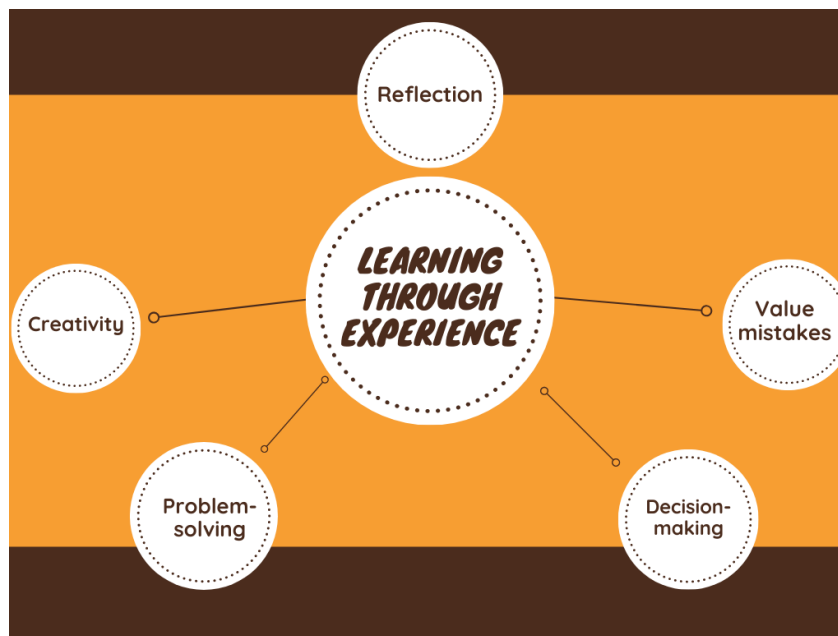 Reflection
LEARNING
THROUGH
EXPERIENCE
Creativity
Value
mistakes
Problem-
solving
Decision-
making